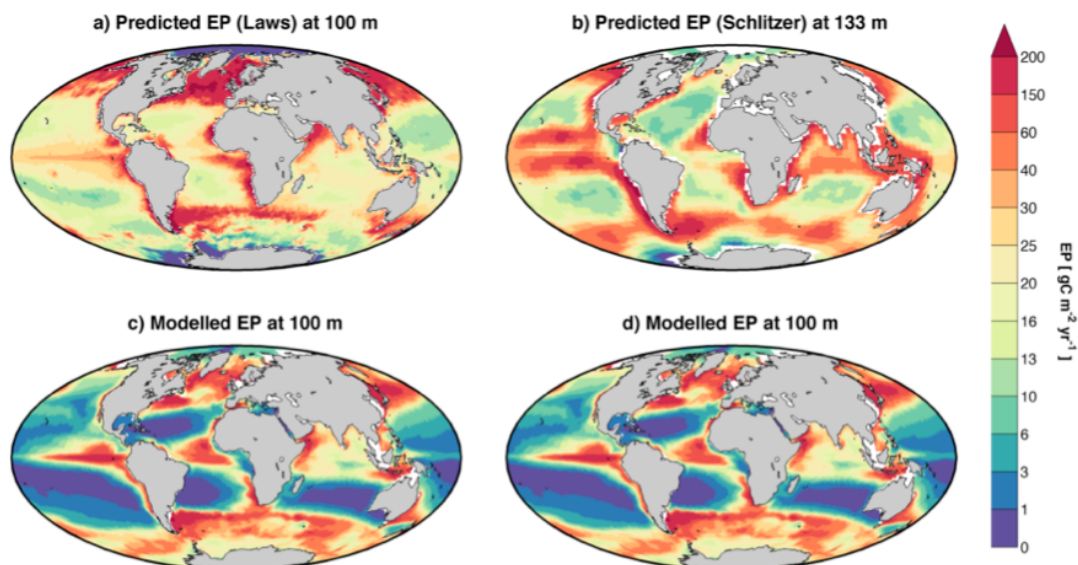 a) Predicted EP (Laws) at 100 m
b) Predicted EP (Schlitzer) at 133 m
c) Modelled EP at 100 m
d) Modelled EP at 100 m
200
150
60
40
30
25
20
16
13
10
6
3
1
0
EP [ gC m⁻² yr⁻¹ ]